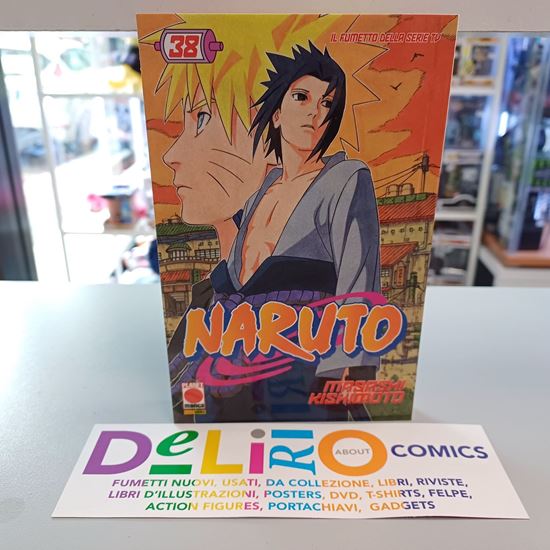 38
IL FUMETTO DELLA SERIE TV
NARUTO
PLANET
MANGA
MASASHI
KISHIMOTO
DeLiRiO
ABOUT
COMICS
FUMETTI NUOVI, USATI, DA COLLEZIONE, LIBRI, RIVISTE,
LIBRI D'ILLUSTRAZIONI, POSTERS, DVD, T-SHIRTS, FELPE,
ACTION FIGURES, PORTACHIAVI, GADGETS